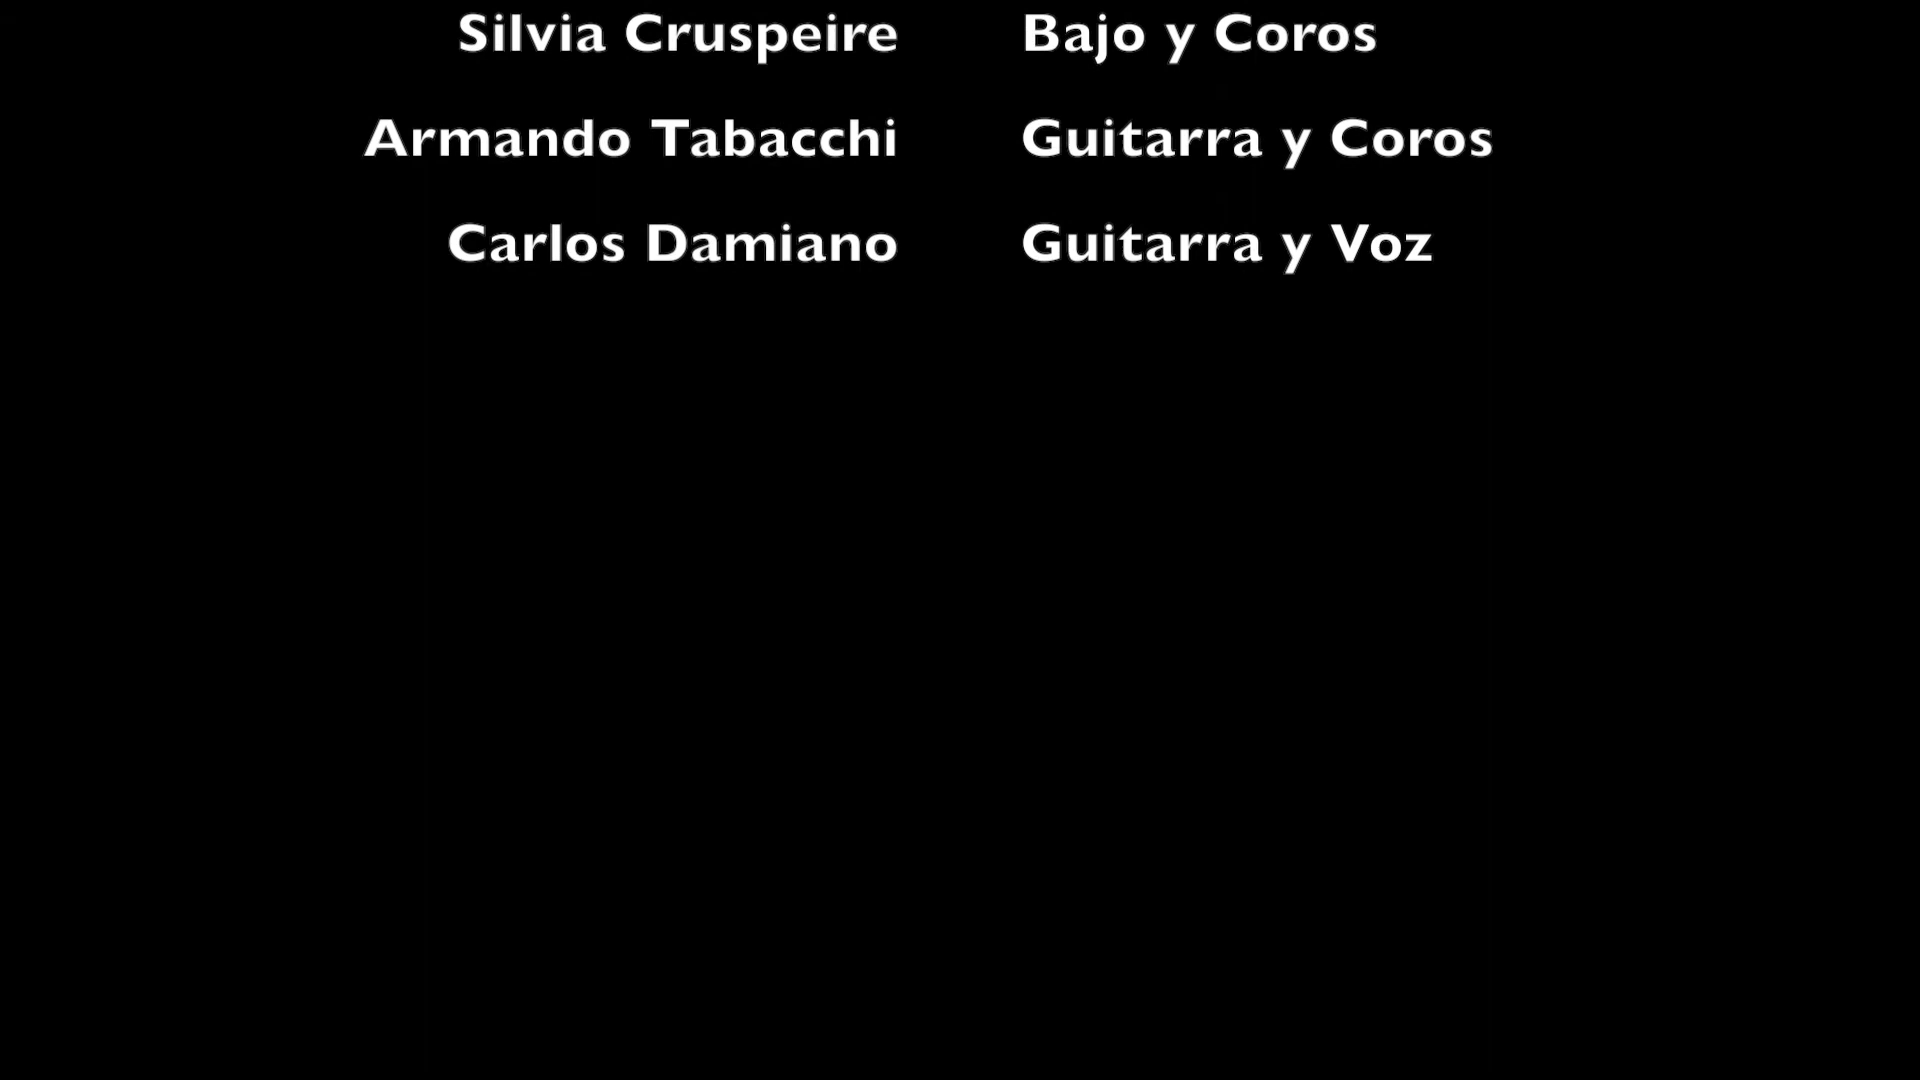 Silvia Cruspeire Bajo y Coros
Armando Tabacchi Guitarra y Coros
Carlos Damiano Guitarra y Voz